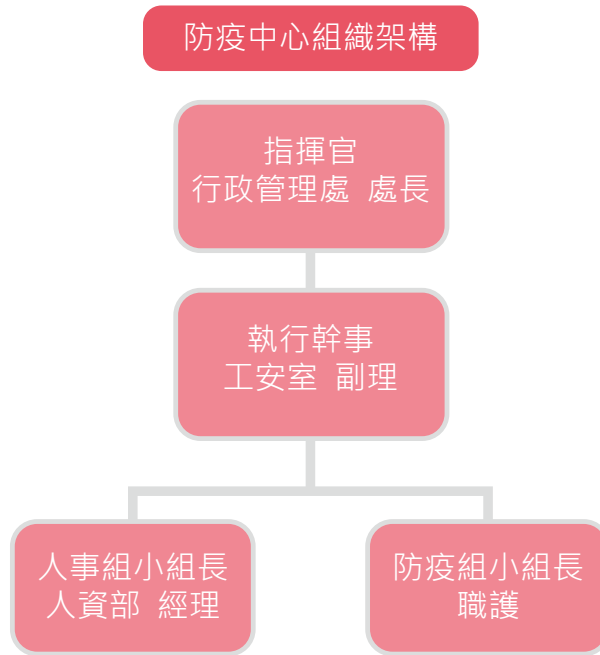 防疫中心組織架構
指揮官
行政管理處 處長
執行幹事
工安室 副理
人事組小組長
人資部 經理
防疫組小組長
職護